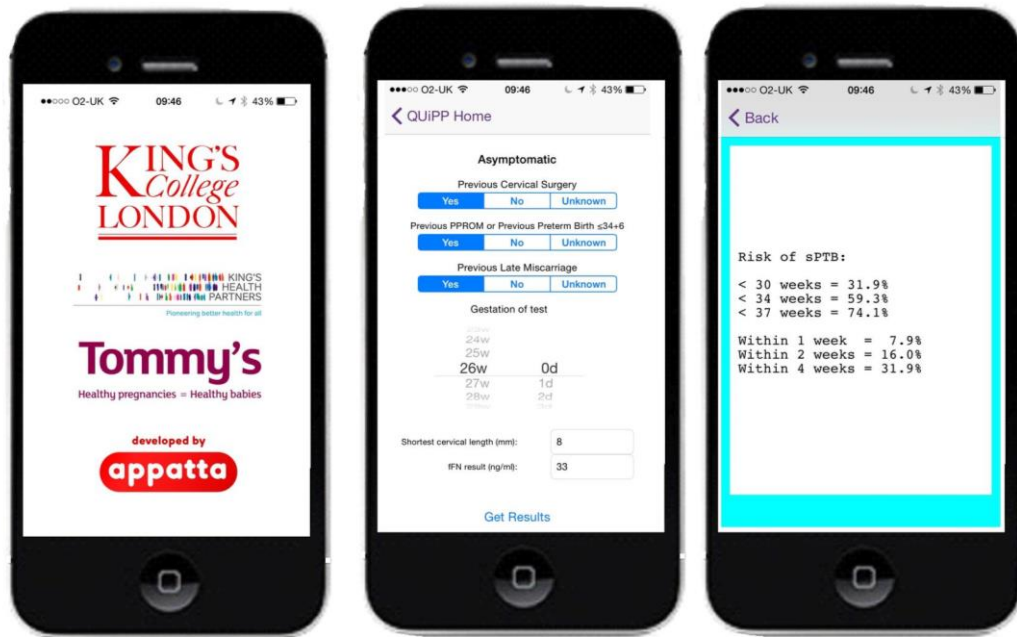 O2-UK 09:46 43%
KING'S
College
LONDON
KING'S
HEALTH
PARTNERS
Pioneering better health for all
Tommy's
Healthy pregnancies = Healthy babies
developed by
appatta
O2-UK 09:46 43%
QUiPP Home
Asymptomatic
Previous Cervical Surgery
Yes No Unknown
Previous PPROM or Previous Preterm Birth ≤34+6
Yes No Unknown
Previous Late Miscarriage
Yes No Unknown
Gestation of test
24w
25w
26w 0d
27w 1d
28w 2d
Shortest cervical length (mm): 8
fFN result (ng/ml): 33
Get Results
O2-UK 09:46 43%
Back
Risk of sPTB:
< 30 weeks = 31.9%
< 34 weeks = 59.3%
< 37 weeks = 74.1%
Within 1 week = 7.9%
Within 2 weeks = 16.0%
Within 4 weeks = 31.9%